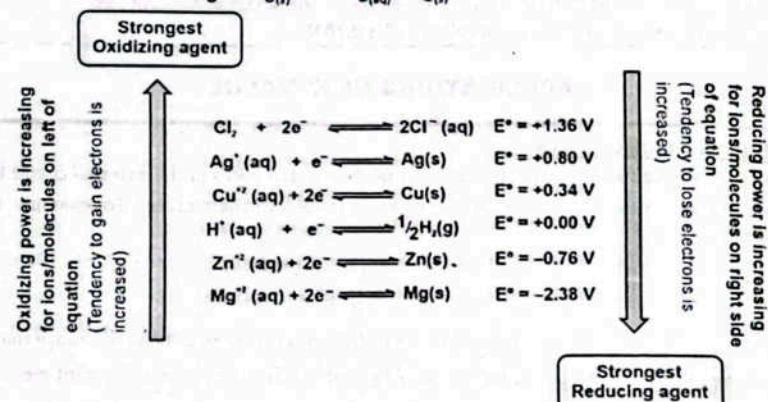 Strongest
Oxidizing agent
Oxidizing power is increasing
for Ions/molecules on left of
equation
(Tendency to gain electrons is
increased)
Cl₂ + 2e⁻ ⇌ 2Cl⁻ (aq) E° = +1.36 V
Ag⁺ (aq) + e⁻ ⇌ Ag(s) E° = +0.80 V
Cu⁺² (aq) + 2e⁻ ⇌ Cu(s) E° = +0.34 V
H⁺ (aq) + e⁻ ⇌ 1/2H₂(g) E° = +0.00 V
Zn⁺² (aq) + 2e⁻ ⇌ Zn(s). E° = −0.76 V
Mg⁺² (aq) + 2e⁻ ⇌ Mg(s) E° = −2.38 V
Reducing power is increasing
for Ions/molecules on right side
of equation
(Tendency to lose electrons is
increased)
Strongest
Reducing agent